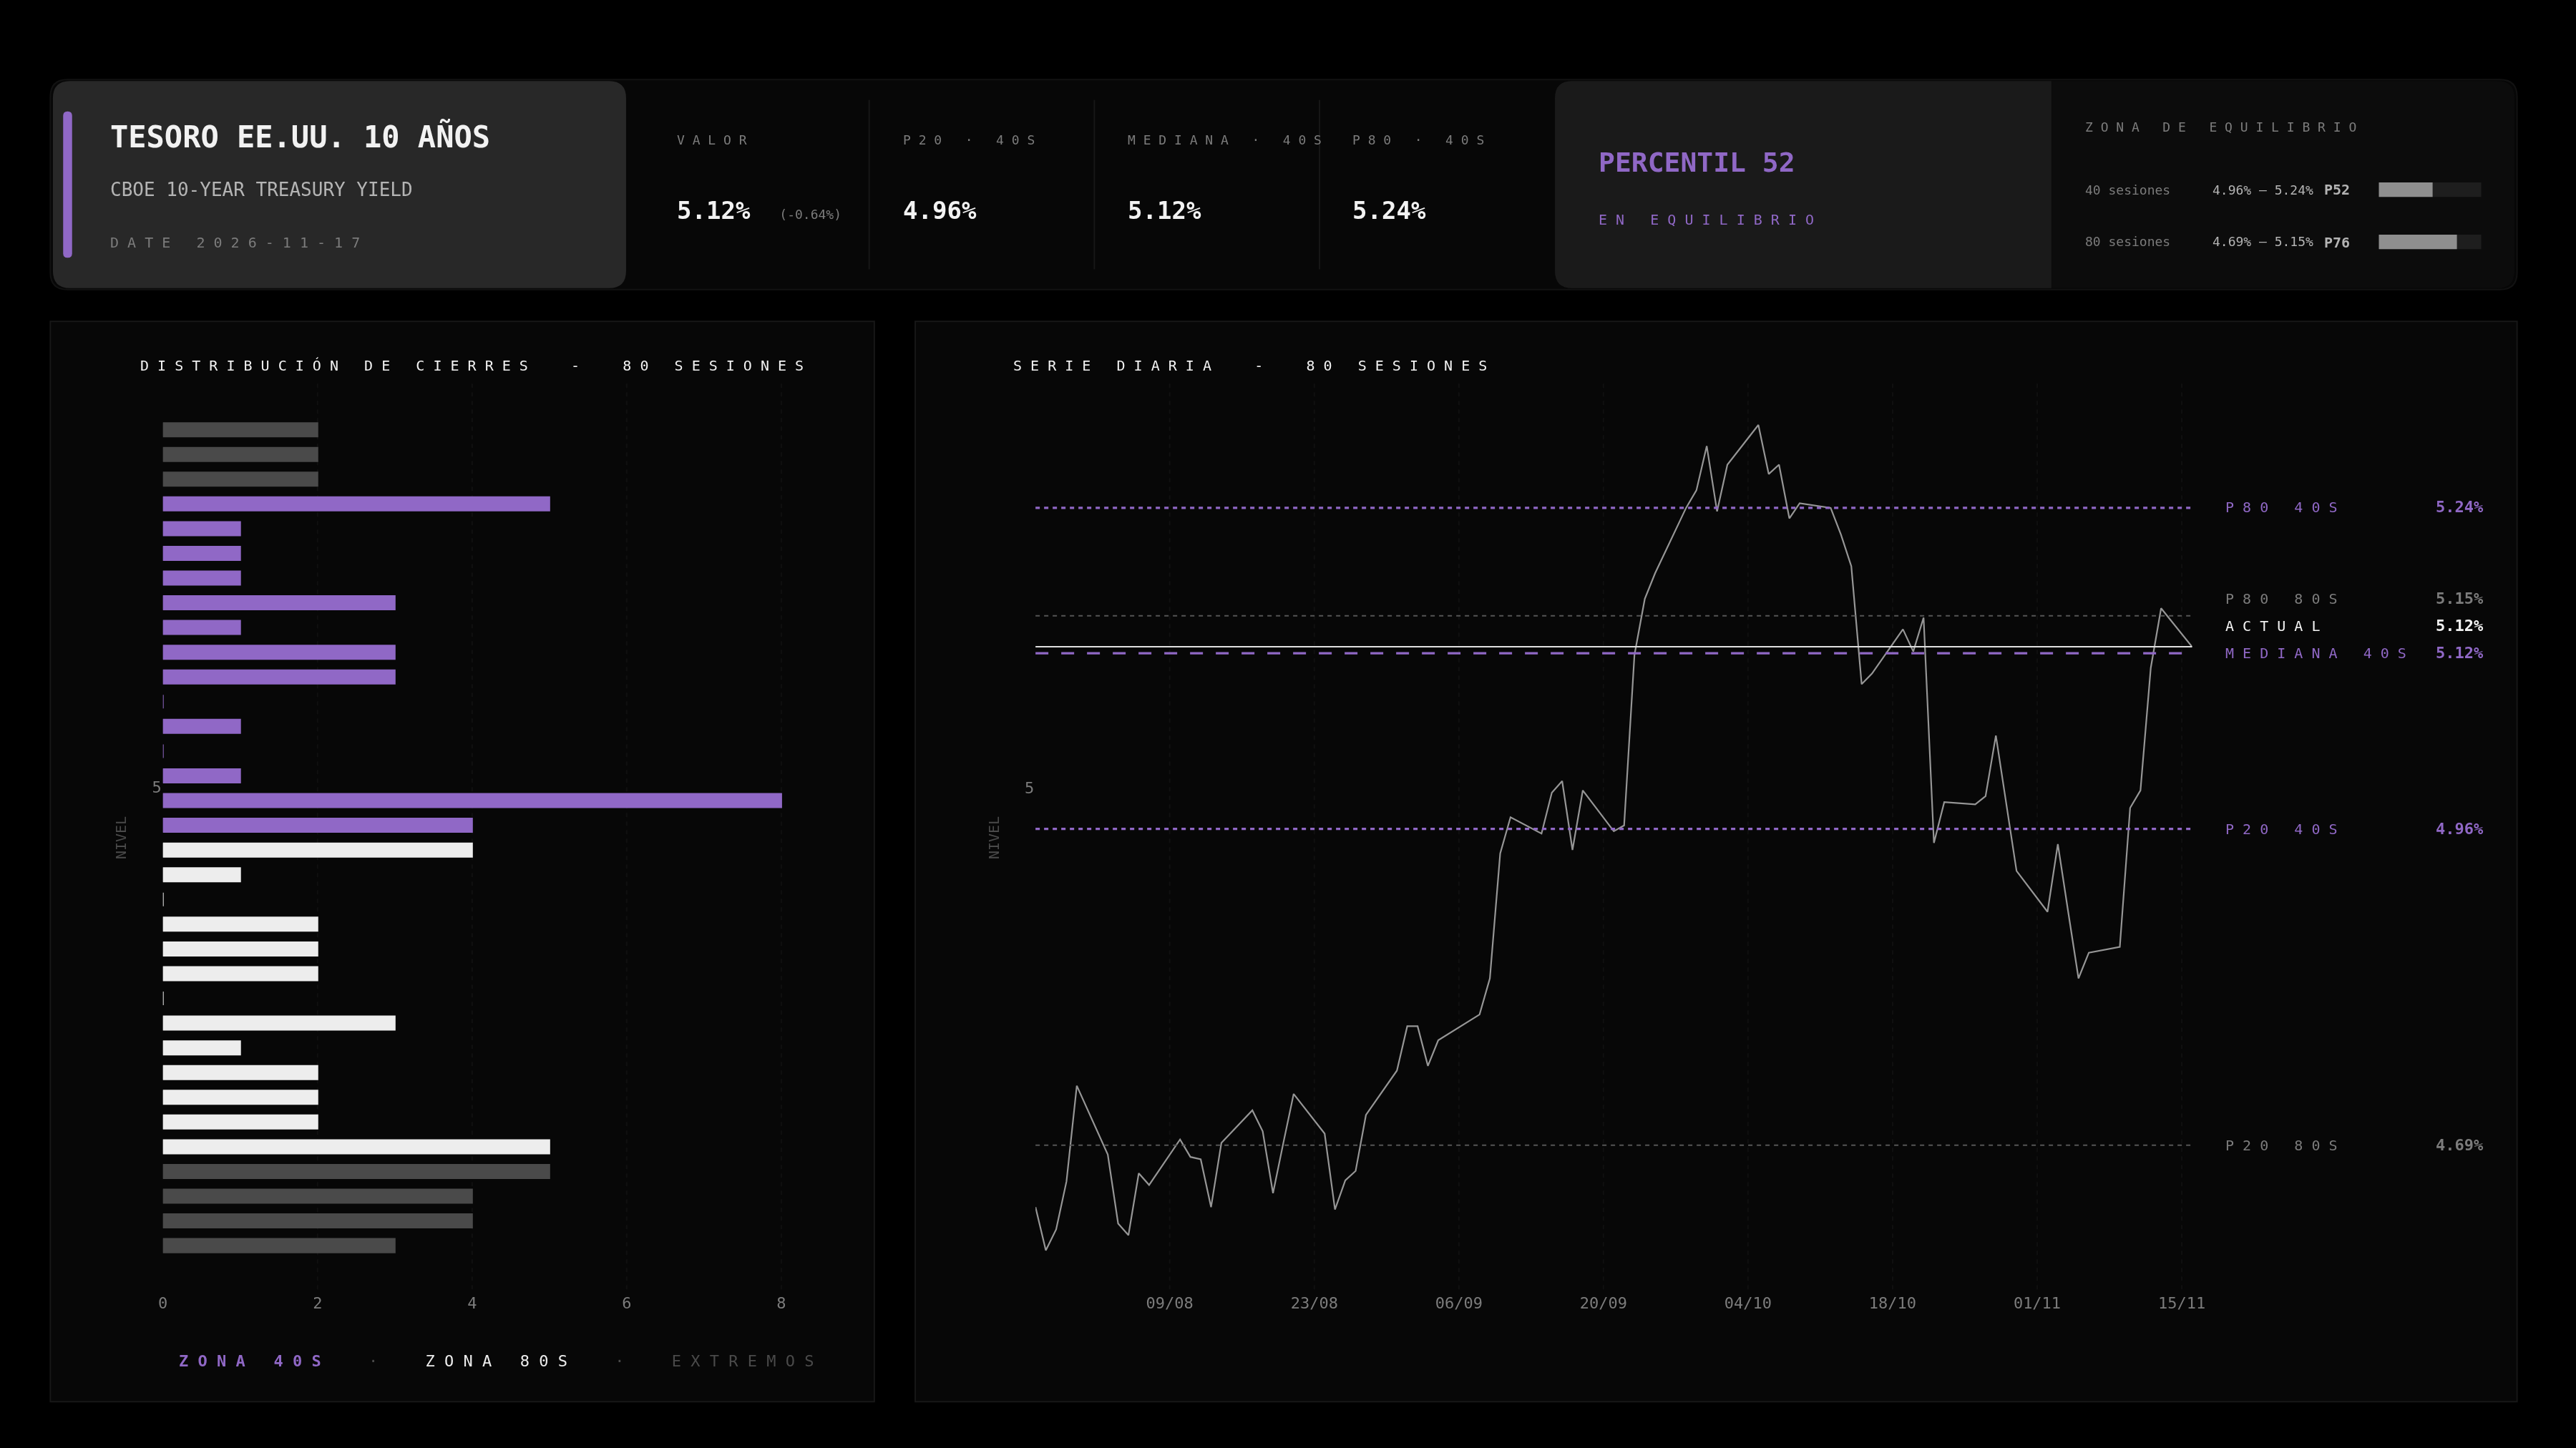 TESORO EE.UU. 10 AÑOS
CBOE 10-YEAR TREASURY YIELD
DATE 2026-11-17
VALOR
5.12% (-0.64%)
P20 · 40S
4.96%
MEDIANA · 40S
5.12%
P80 · 40S
5.24%
PERCENTIL 52
EN EQUILIBRIO
ZONA DE EQUILIBRIO
40 sesiones 4.96% — 5.24% P52
80 sesiones 4.69% — 5.15% P76
DISTRIBUCIÓN DE CIERRES - 80 SESIONES
5
NIVEL
0 2 4 6 8
ZONA 40S · ZONA 80S · EXTREMOS
SERIE DIARIA - 80 SESIONES
P80 40S 5.24%
P80 80S 5.15%
ACTUAL 5.12%
MEDIANA 40S 5.12%
5
NIVEL
P20 40S 4.96%
P20 80S 4.69%
09/08 23/08 06/09 20/09 04/10 18/10 01/11 15/11